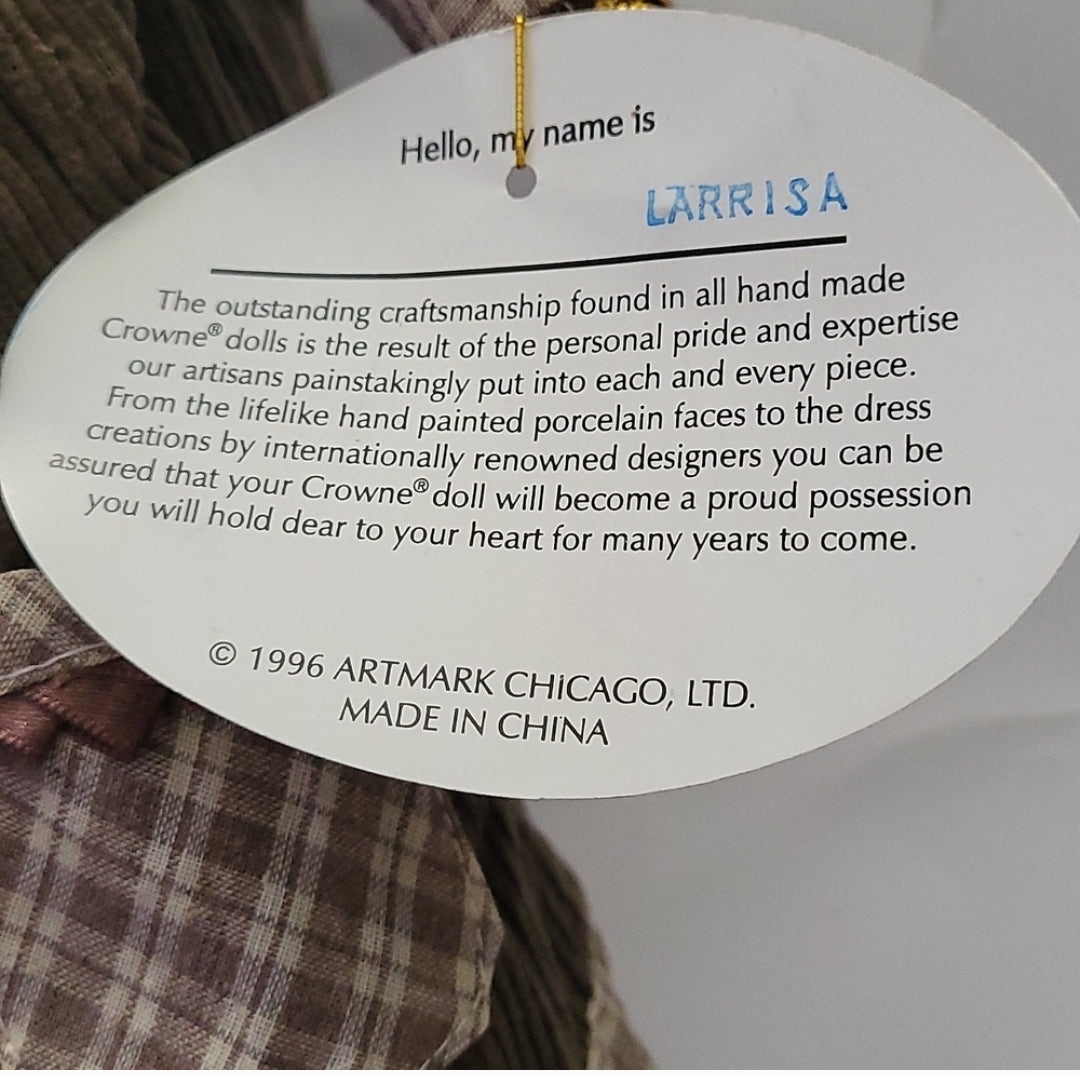 Hello, my name is
LARRISA
The outstanding craftsmanship found in all hand made
Crowne® dolls is the result of the personal pride and expertise
our artisans painstakingly put into each and every piece.
From the lifelike hand painted porcelain faces to the dress
creations by internationally renowned designers you can be
assured that your Crowne® doll will become a proud possession
you will hold dear to your heart for many years to come.
© 1996 ARTMARK CHICAGO, LTD.
MADE IN CHINA